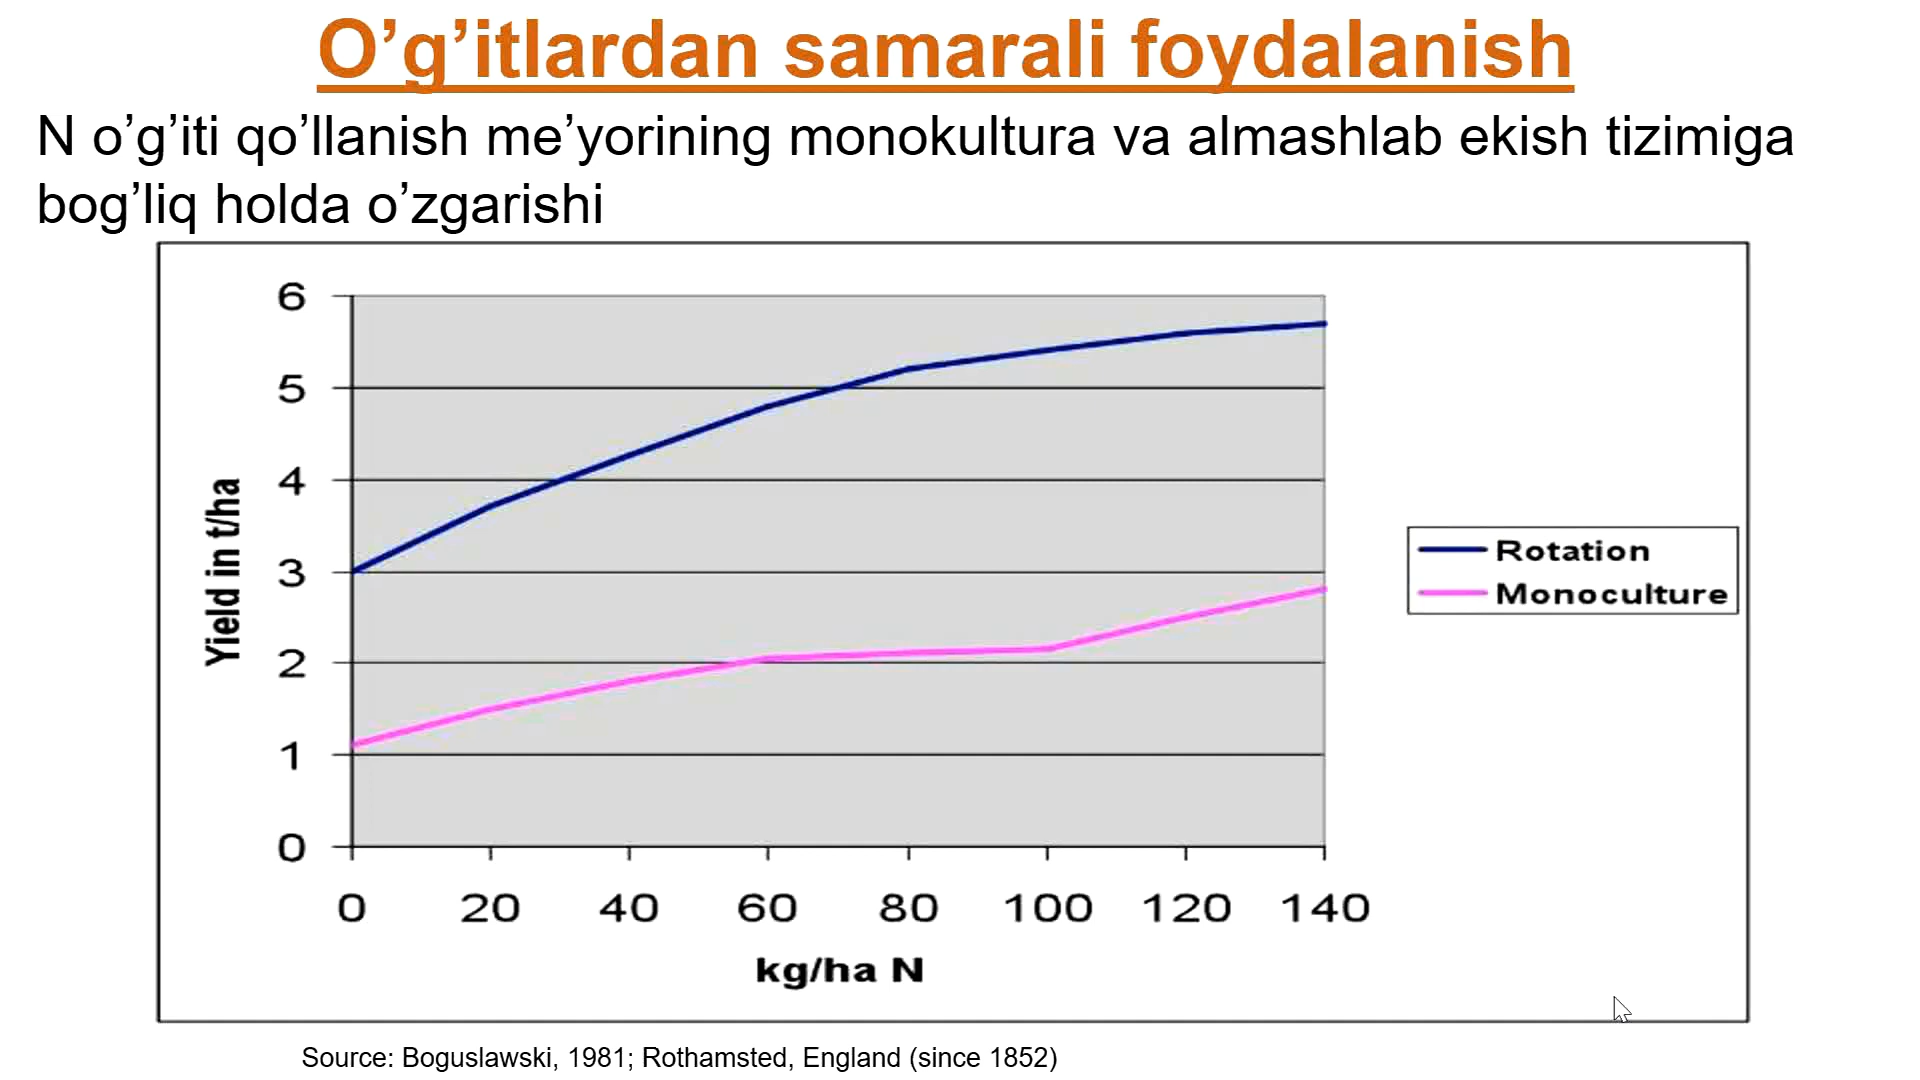 O’g’itlardan samarali foydalanish
N o’g’iti qo’llanish me’yorining monokultura va almashlab ekish tizimiga
bog’liq holda o’zgarishi
6
5
4
3
2
1
0
Yield in t/ha
0 20 40 60 80 100 120 140
kg/ha N
Rotation
Monoculture
Source: Boguslawski, 1981; Rothamsted, England (since 1852)